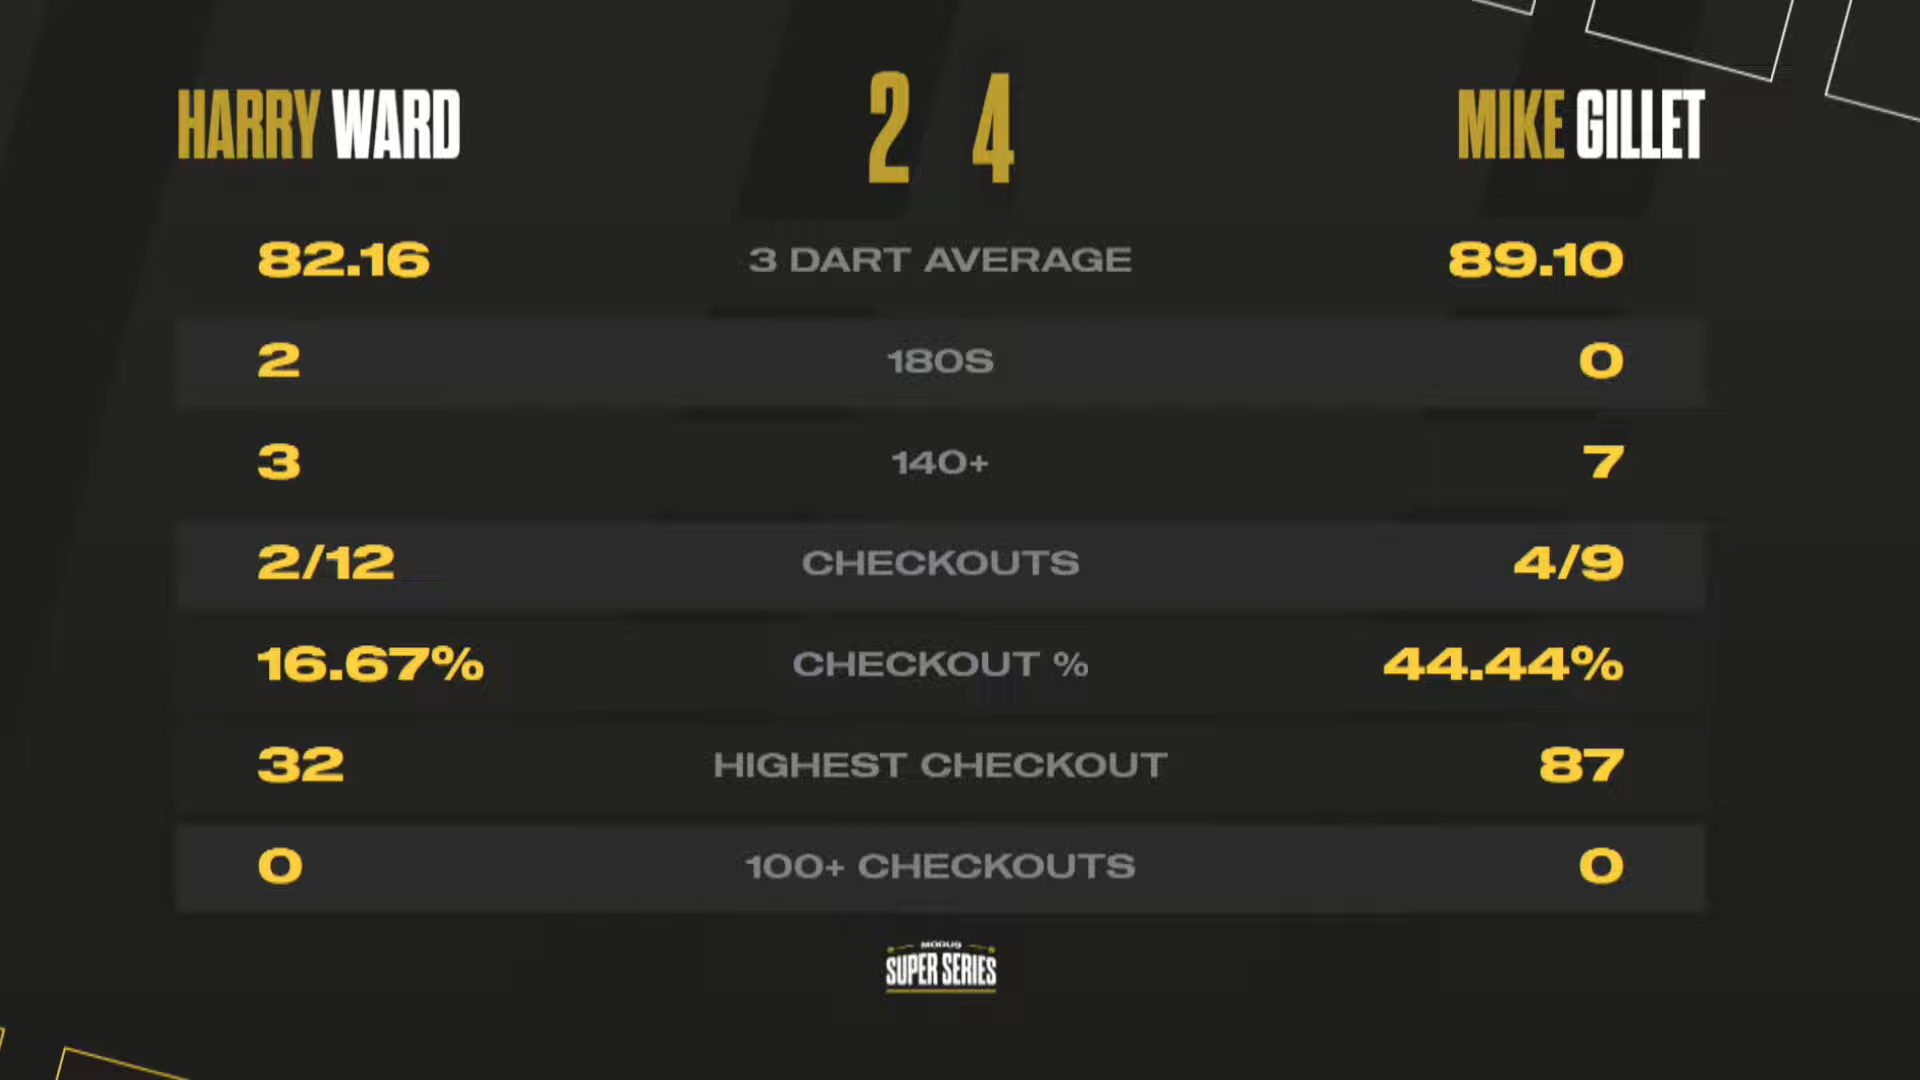 HARRY WARD 2 4 MIKE GILLET
82.16 3 DART AVERAGE 89.10
2 180S 0
3 140+ 7
2/12 CHECKOUTS 4/9
16.67% CHECKOUT % 44.44%
32 HIGHEST CHECKOUT 87
0 100+ CHECKOUTS 0
MODUS
SUPER SERIES